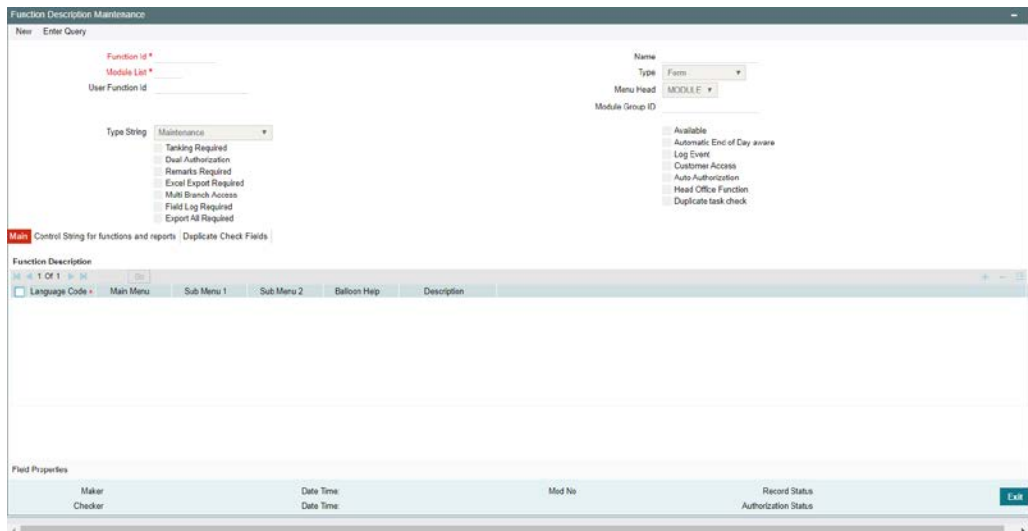 Function Description Maintenance
New Enter Query
Function Id *
Name
Module List *
Type Form
User Function Id
Menu Head MODULE
Module Group ID
Type String Maintenance
Available
Tanking Required
Automatic End of Day aware
Dual Authorization
Log Event
Remarks Required
Customer Access
Excel Export Required
Auto Authorization
Multi Branch Access
Head Office Function
Field Log Required
Duplicate task check
Export All Required
Main Control String for functions and reports Duplicate Check Fields
Function Description
1 Of 1 Go
Language Code * Main Menu Sub Menu 1 Sub Menu 2 Balloon Help Description
Field Properties
Maker Date Time: Mod No Record Status
Checker Date Time: Authorization Status
Exit